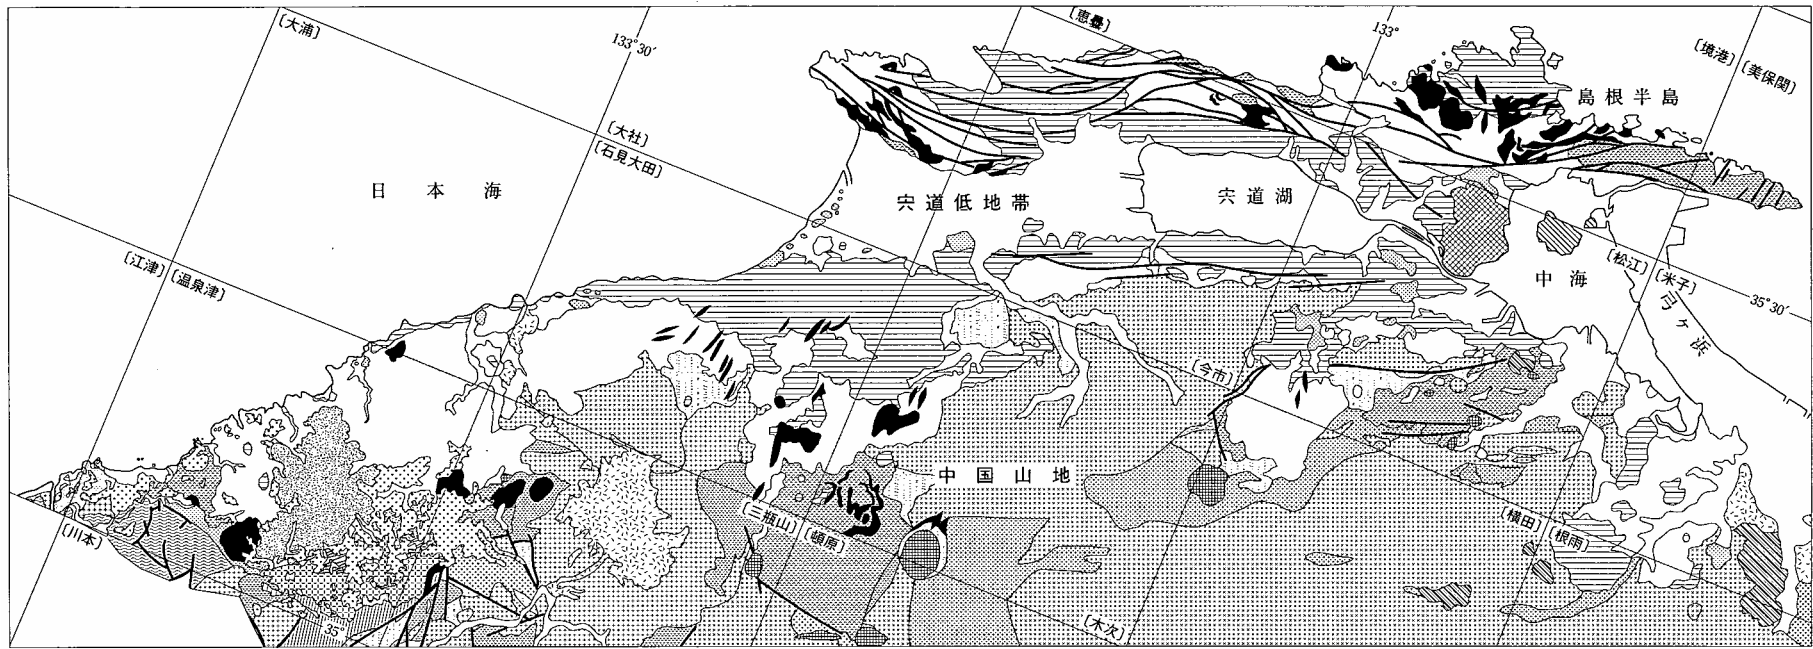 〔大浦〕
133°30′
〔恵曇〕
133°
〔境港〕
〔美保関〕
島根半島
〔大社〕
〔石見大田〕
日本海
宍道低地帯
宍道湖
中海
〔松江〕
〔米子〕
35°30′
弓ヶ浜
〔江津〕
〔温泉津〕
〔今市〕
中国山地
〔川本〕
〔三瓶山〕
〔頓原〕
〔横田〕
〔根雨〕
〔木次〕
35°